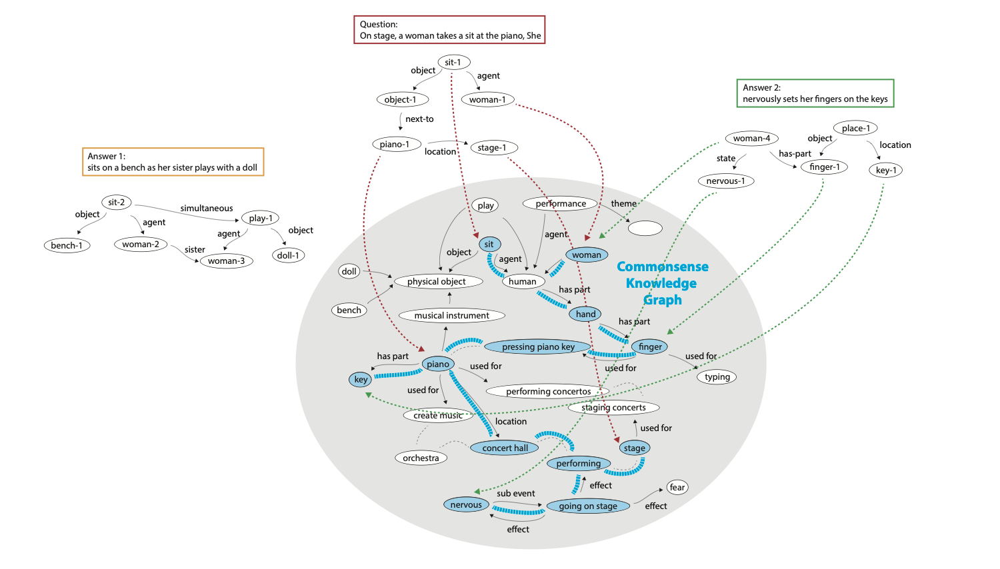 Question:
On stage, a woman takes a sit at the piano, She
sit-1
object
agent
object-1
woman-1
next-to
piano-1
location
stage-1
Answer 2:
nervously sets her fingers on the keys
place-1
woman-4
object
location
state
has-part
finger-1
key-1
nervous-1
Answer 1:
sits on a bench as her sister plays with a doll
sit-2
simultaneous
object
agent
play-1
agent
object
bench-1
woman-2
sister
woman-3
doll-1
play
performance
theme
agent
sit
object
agent
woman
Commonsense
Knowledge
Graph
doll
physical object
human
has part
bench
musical instrument
hand
has part
pressing piano key
finger
has part
piano
used for
used for
used for
key
typing
used for
performing concertos
staging concerts
create music
location
used for
concert hall
stage
orchestra
performing
effect
fear
sub event
nervous
going on stage
effect
effect